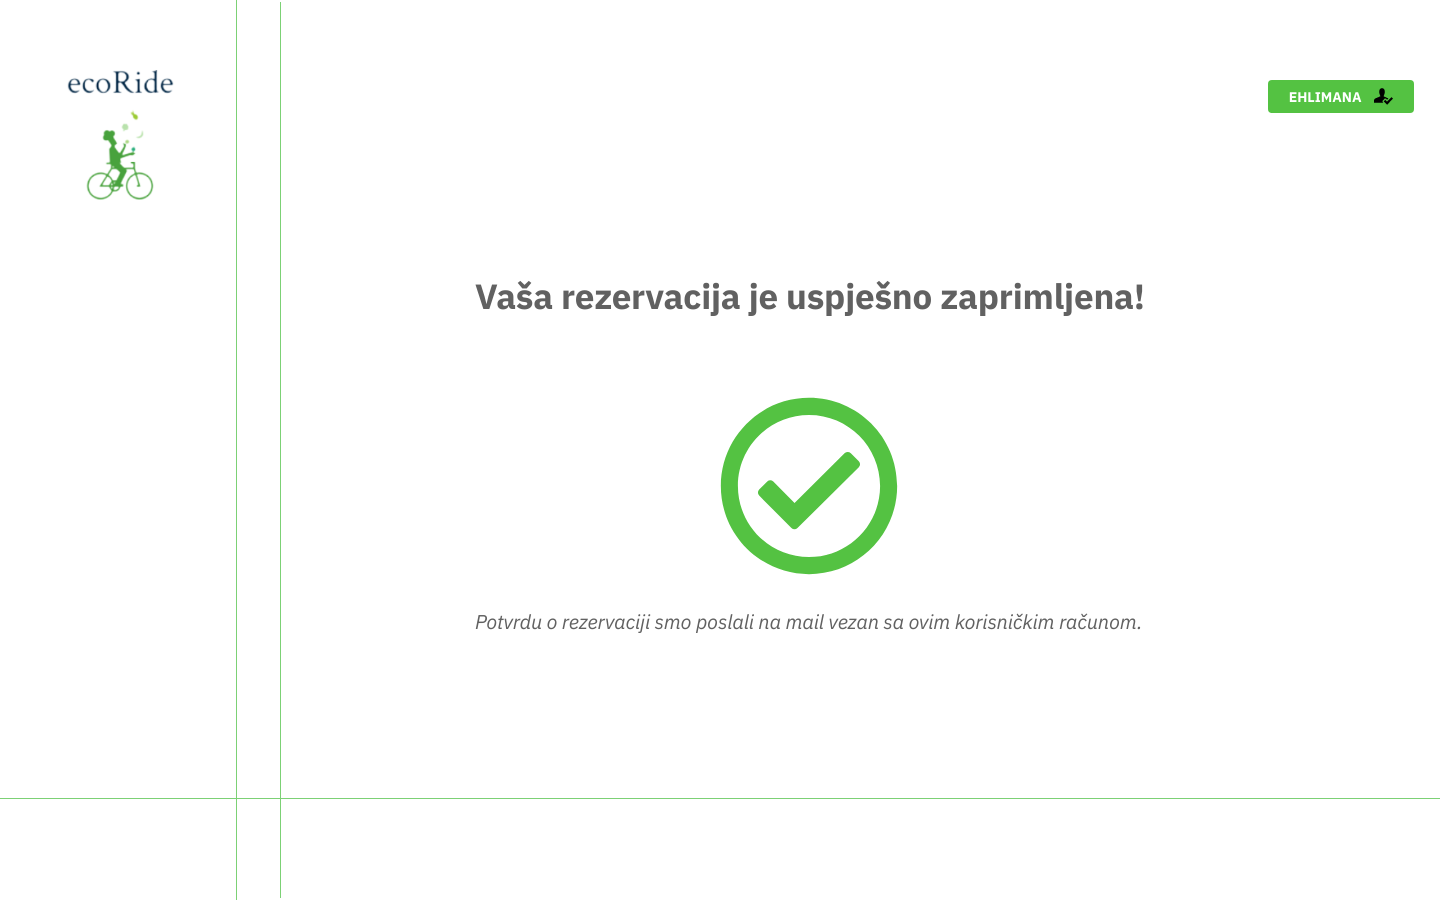 ecoRide
EHLIMANA
Vaša rezervacija je uspješno zaprimljena!
Potvrdu o rezervaciji smo poslali na mail vezan sa ovim korisničkim računom.